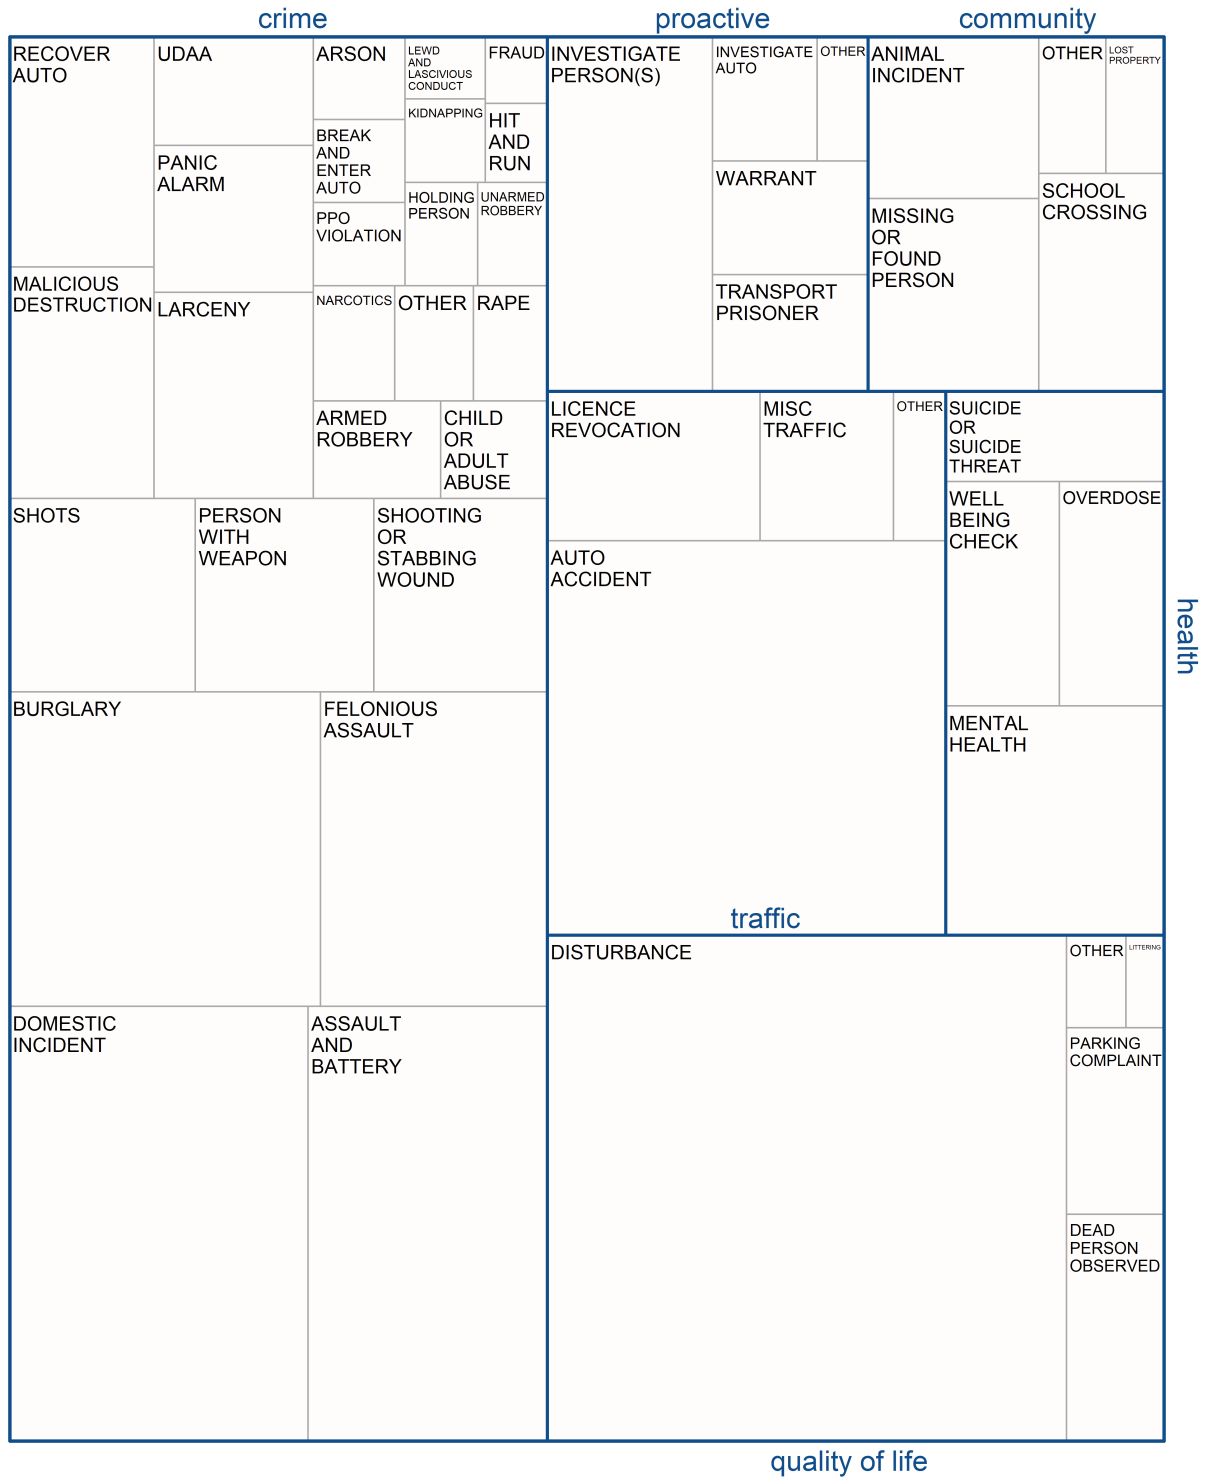 crime
proactive
community
RECOVER
AUTO
UDAA
ARSON
LEWD
AND
LASCIVIOUS
CONDUCT
FRAUD
KIDNAPPING
HIT
AND
RUN
BREAK
AND
ENTER
AUTO
PANIC
ALARM
HOLDING
PERSON
UNARMED
ROBBERY
PPO
VIOLATION
MALICIOUS
DESTRUCTION
LARCENY
NARCOTICS
OTHER
RAPE
ARMED
ROBBERY
CHILD
OR
ADULT
ABUSE
SHOTS
PERSON
WITH
WEAPON
SHOOTING
OR
STABBING
WOUND
BURGLARY
FELONIOUS
ASSAULT
DOMESTIC
INCIDENT
ASSAULT
AND
BATTERY
INVESTIGATE
PERSON(S)
INVESTIGATE
AUTO
OTHER
WARRANT
TRANSPORT
PRISONER
ANIMAL
INCIDENT
OTHER
LOST
PROPERTY
MISSING
OR
FOUND
PERSON
SCHOOL
CROSSING
LICENCE
REVOCATION
MISC
TRAFFIC
OTHER
AUTO
ACCIDENT
traffic
SUICIDE
OR
SUICIDE
THREAT
WELL
BEING
CHECK
OVERDOSE
MENTAL
HEALTH
health
DISTURBANCE
OTHER
LITTERING
PARKING
COMPLAINT
DEAD
PERSON
OBSERVED
quality of life